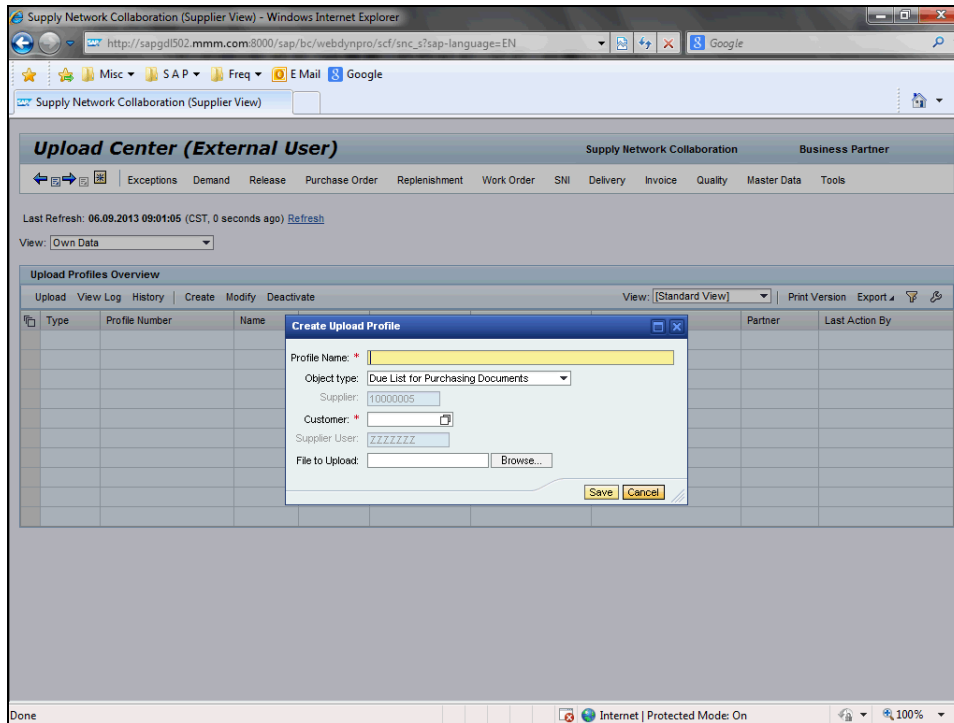 Supply Network Collaboration (Supplier View) - Windows Internet Explorer
http://sapgdl502.mmm.com:8000/sap/bc/webdynpro/scf/snc_s?sap-language=EN
Google
Misc SAP Freq E Mail Google
Supply Network Collaboration (Supplier View)
Upload Center (External User) Supply Network Collaboration Business Partner
Exceptions Demand Release Purchase Order Replenishment Work Order SNI Delivery Invoice Quality Master Data Tools
Last Refresh: 06.09.2013 09:01:05 (CST, 0 seconds ago) Refresh
View: Own Data
Upload Profiles Overview
Upload View Log History Create Modify Deactivate View: [Standard View] Print Version Export
Type Profile Number Name Partner Last Action By
Create Upload Profile
Profile Name: *
Object type: Due List for Purchasing Documents
Supplier: 10000005
Customer: *
Supplier User: ZZZZZZZ
File to Upload: Browse...
Save Cancel
Done Internet | Protected Mode: On 100%